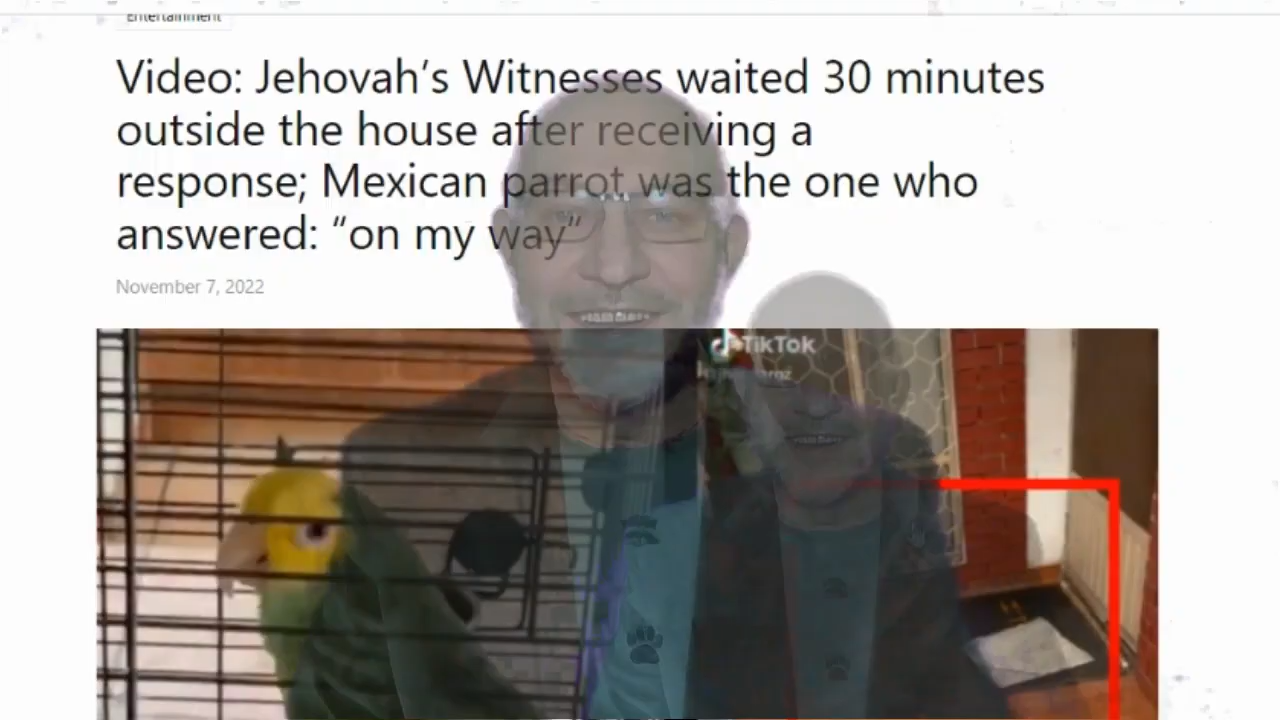 Entertainment
Video: Jehovah’s Witnesses waited 30 minutes
outside the house after receiving a
response; Mexican parrot was the one who
answered: “on my way”
November 7, 2022
TikTok